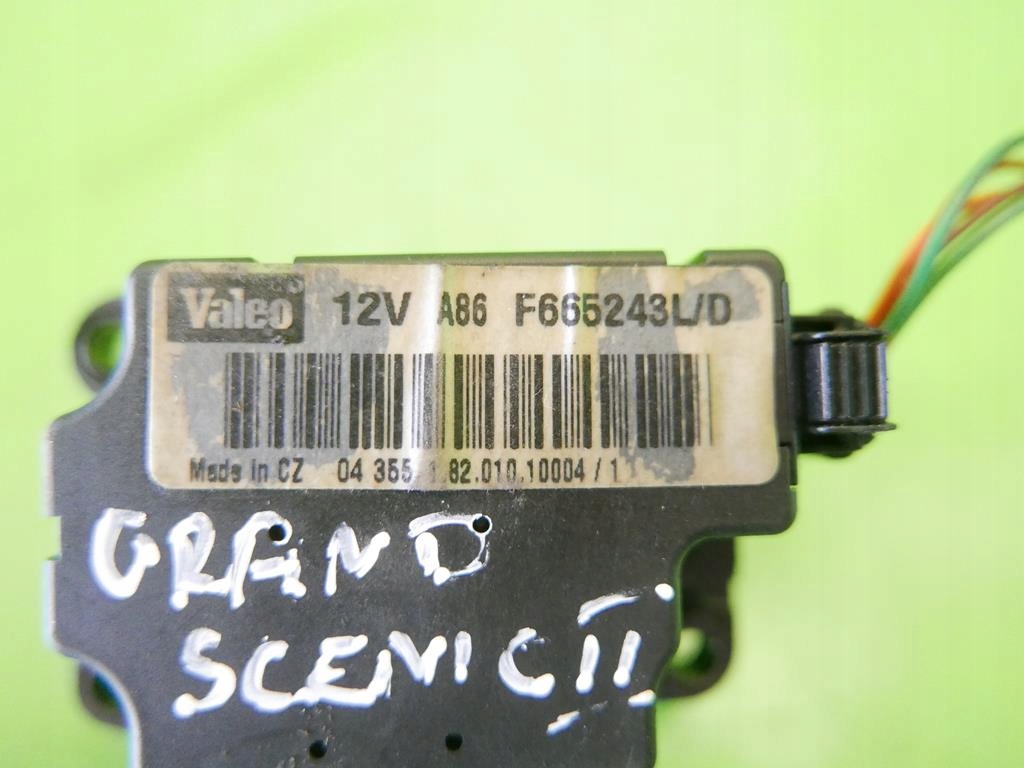 Valeo 12V A86 F665243L/D
Made in CZ 04 355 1.82.010.10004 / 1
GRAND
SCENIC II